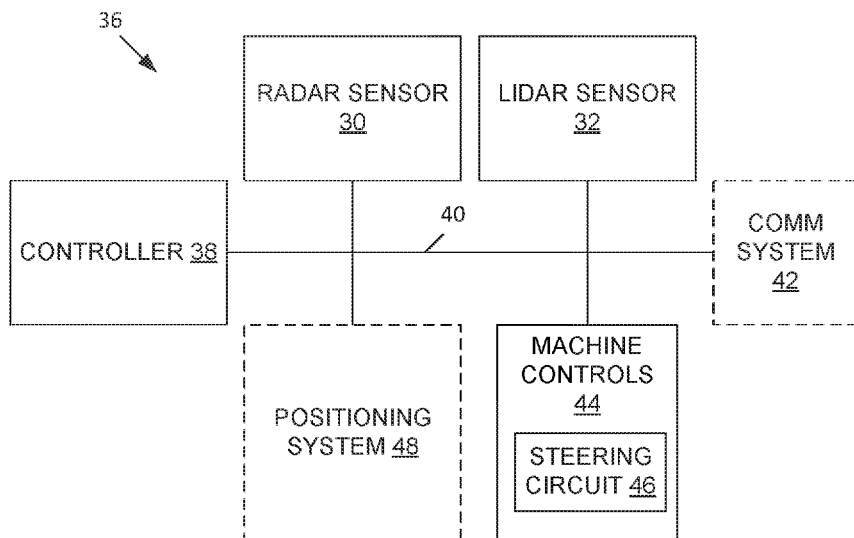 36
RADAR SENSOR
30
LIDAR SENSOR
32
CONTROLLER 38
40
COMM
SYSTEM
42
POSITIONING
SYSTEM 48
MACHINE
CONTROLS
44
STEERING
CIRCUIT 46